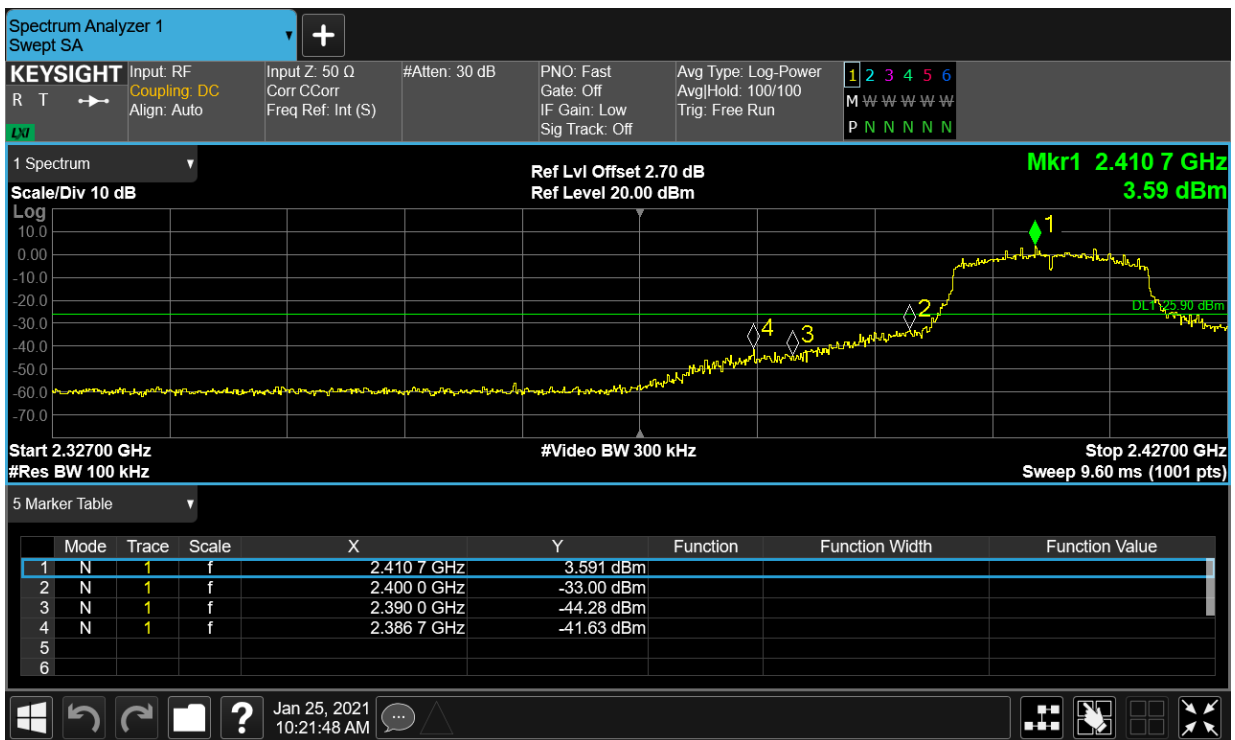 Spectrum Analyzer 1
Swept SA
KEYSIGHT
R T
LXI
Input: RF
Coupling: DC
Align: Auto
Input Z: 50 Ω
Corr CCorr
Freq Ref: Int (S)
#Atten: 30 dB
PNO: Fast
Gate: Off
IF Gain: Low
Sig Track: Off
Avg Type: Log-Power
Avg|Hold: 100/100
Trig: Free Run
1 2 3 4 5 6
M W W W W W
P N N N N N
1 Spectrum
Scale/Div 10 dB
Ref Lvl Offset 2.70 dB
Ref Level 20.00 dBm
Mkr1 2.410 7 GHz
3.59 dBm
Log
10.0
0.00
-10.0
-20.0
-30.0
-40.0
-50.0
-60.0
-70.0
1
2
3
4
DL1 -25.90 dBm
Start 2.32700 GHz
#Video BW 300 kHz
Stop 2.42700 GHz
#Res BW 100 kHz
Sweep 9.60 ms (1001 pts)
5 Marker Table
Mode Trace Scale X Y Function Function Width Function Value
1 N 1 f 2.410 7 GHz 3.591 dBm
2 N 1 f 2.400 0 GHz -33.00 dBm
3 N 1 f 2.390 0 GHz -44.28 dBm
4 N 1 f 2.386 7 GHz -41.63 dBm
5
6
?
Jan 25, 2021
10:21:48 AM